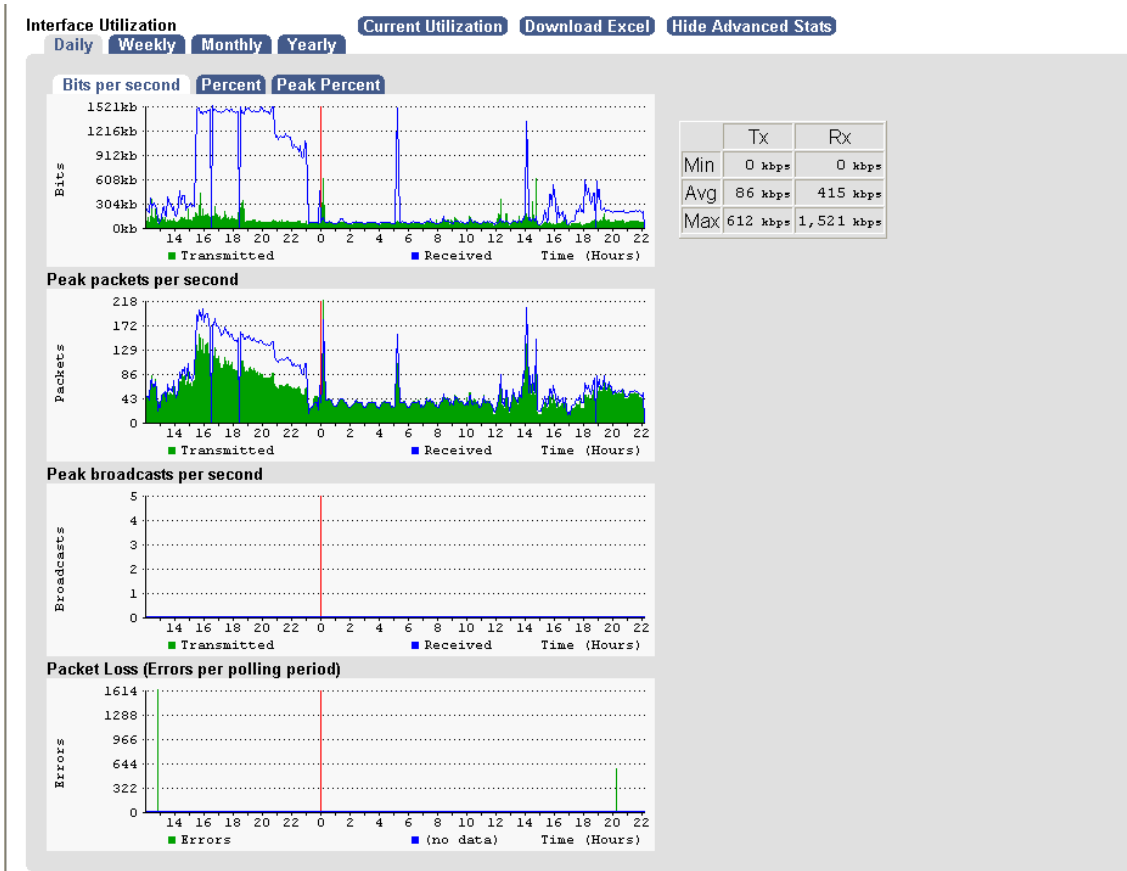 Interface Utilization Current Utilization Download Excel Hide Advanced Stats
Daily Weekly Monthly Yearly
Bits per second Percent Peak Percent
1521kb
1216kb
912kb
608kb
304kb
0kb
Bits
14 16 18 20 22 0 2 4 6 8 10 12 14 16 18 20 22
Transmitted Received Time (Hours)
Tx Rx
Min 0 kbps 0 kbps
Avg 86 kbps 415 kbps
Max 612 kbps 1,521 kbps
Peak packets per second
218
172
129
86
43
0
Packets
14 16 18 20 22 0 2 4 6 8 10 12 14 16 18 20 22
Transmitted Received Time (Hours)
Peak broadcasts per second
5
4
3
2
1
0
Broadcasts
14 16 18 20 22 0 2 4 6 8 10 12 14 16 18 20 22
Transmitted Received Time (Hours)
Packet Loss (Errors per polling period)
1614
1288
966
644
322
0
Errors
14 16 18 20 22 0 2 4 6 8 10 12 14 16 18 20 22
Errors (no data) Time (Hours)